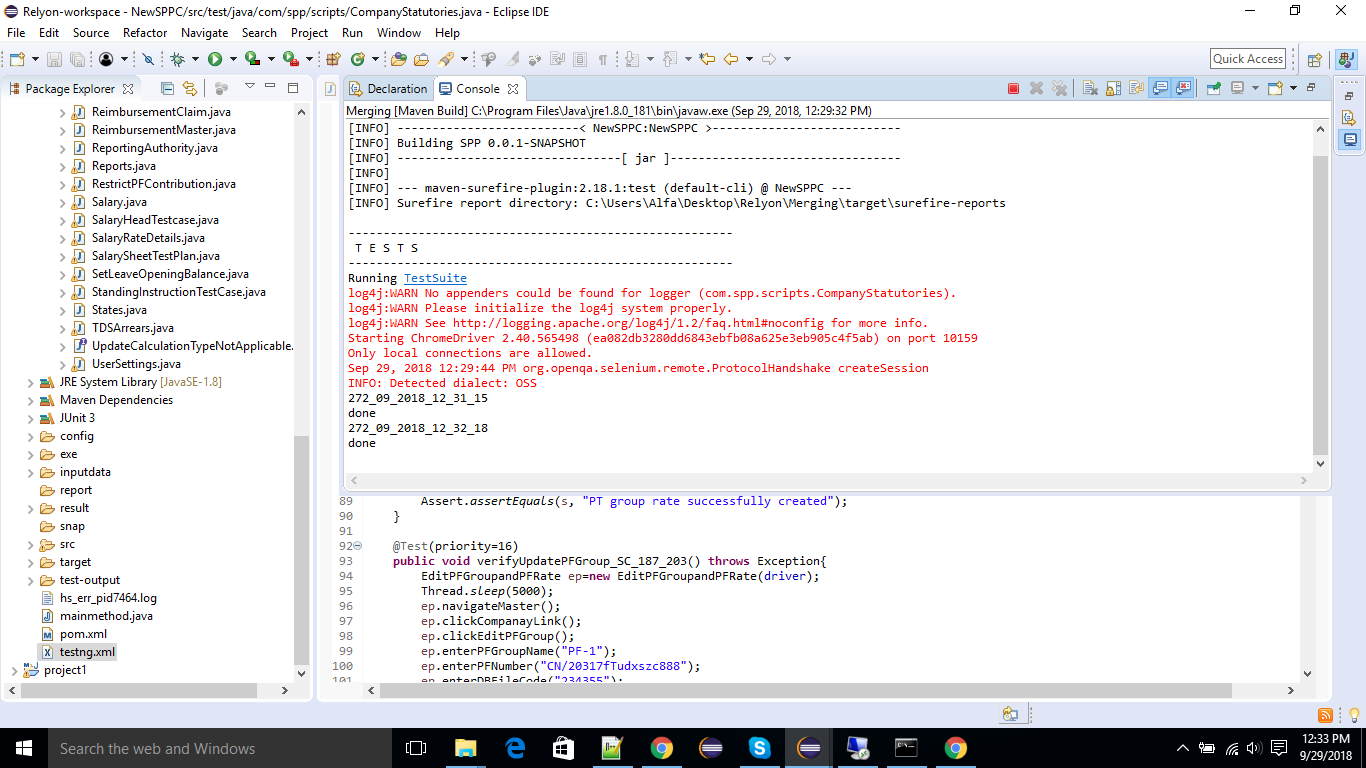 Relyon-workspace - NewSPPC/src/test/java/com/spp/scripts/CompanyStatutories.java - Eclipse IDE
File Edit Source Refactor Navigate Search Project Run Window Help
Quick Access
Package Explorer
ReimbursementClaim.java
ReimbursementMaster.java
ReportingAuthority.java
Reports.java
RestrictPFContribution.java
Salary.java
SalaryHeadTestcase.java
SalaryRateDetails.java
SalarySheetTestPlan.java
SetLeaveOpeningBalance.java
StandingInstructionTestCase.java
States.java
TDSArrears.java
UpdateCalculationTypeNotApplicable.
UserSettings.java
JRE System Library [JavaSE-1.8]
Maven Dependencies
JUnit 3
config
exe
inputdata
report
result
snap
src
target
test-output
hs_err_pid7464.log
mainmethod.java
pom.xml
testng.xml
project1
Declaration Console
Merging [Maven Build] C:\Program Files\Java\jre1.8.0_181\bin\javaw.exe (Sep 29, 2018, 12:29:32 PM)
[INFO] -------------------------< NewSPPC:NewSPPC >--------------------------
[INFO] Building SPP 0.0.1-SNAPSHOT
[INFO] --------------------------------[ jar ]---------------------------------
[INFO]
[INFO] --- maven-surefire-plugin:2.18.1:test (default-cli) @ NewSPPC ---
[INFO] Surefire report directory: C:\Users\Alfa\Desktop\Relyon\Merging\target\surefire-reports
-------------------------------------------------------
T E S T S
-------------------------------------------------------
Running TestSuite
log4j:WARN No appenders could be found for logger (com.spp.scripts.CompanyStatutories).
log4j:WARN Please initialize the log4j system properly.
log4j:WARN See http://logging.apache.org/log4j/1.2/faq.html#noconfig for more info.
Starting ChromeDriver 2.40.565498 (ea082db3280dd6843ebfb08a625e3eb905c4f5ab) on port 10159
Only local connections are allowed.
Sep 29, 2018 12:29:44 PM org.openqa.selenium.remote.ProtocolHandshake createSession
INFO: Detected dialect: OSS
272_09_2018_12_31_15
done
272_09_2018_12_32_18
done
89 Assert.assertEquals(s, "PT group rate successfully created");
90 }
91
92 @Test(priority=16)
93 public void verifyUpdatePFGroup_SC_187_203() throws Exception{
94 EditPFGroupandPFRate ep=new EditPFGroupandPFRate(driver);
95 Thread.sleep(5000);
96 ep.navigateMaster();
97 ep.clickCompanayLink();
98 ep.clickEditPFGroup();
99 ep.enterPFGroupName("PF-1");
100 ep.enterPFNumber("CN/20317fTudxszc888");
101 ep.enterDBFileCode("234355");
Search the web and Windows
12:33 PM
9/29/2018